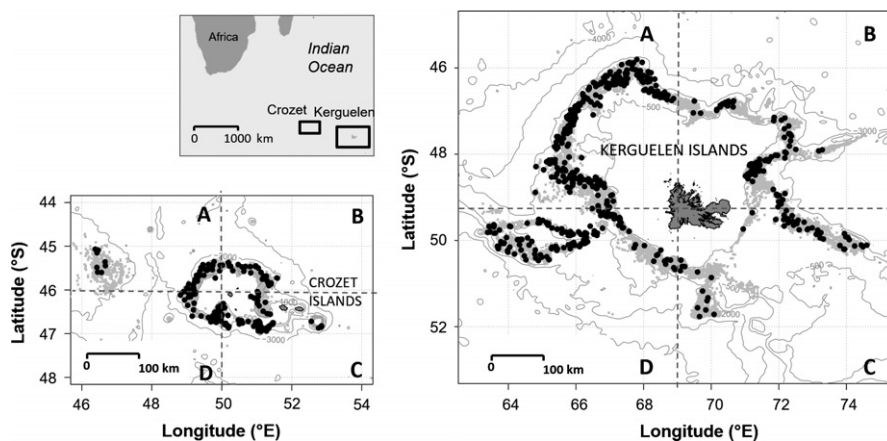 Africa
Indian
Ocean
Crozet
Kerguelen
0 1000 km
A
B
45
46
47
48
Latitude (°S)
CROZET
ISLANDS
3000
0 100 km
D
C
46 48 50 52 54
Longitude (°E)
A
B
4000
500
3000
46
48
50
52
Latitude (°S)
KERGUELEN ISLANDS
500
2000
0 100 km
D
C
64 66 68 70 72 74
Longitude (°E)